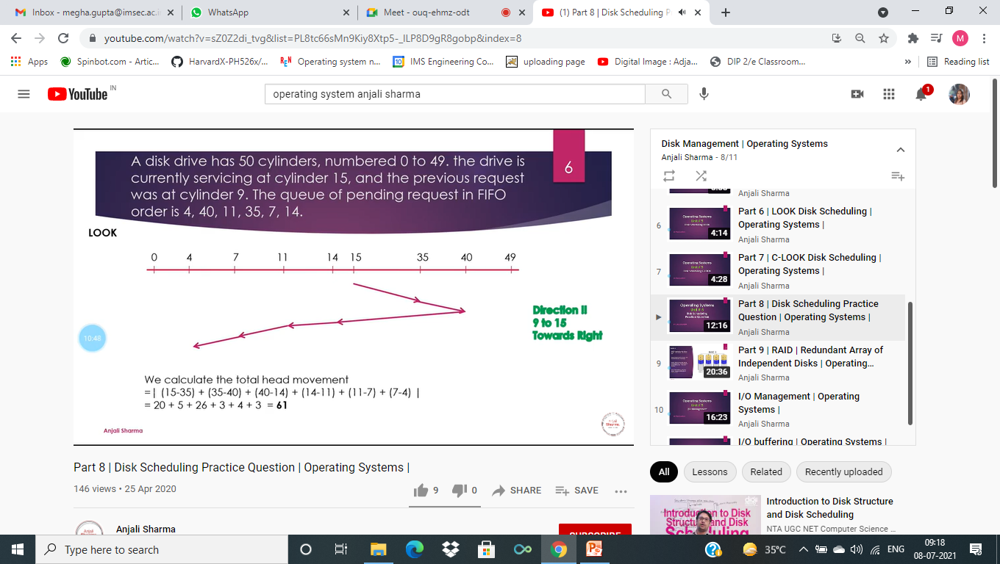 Inbox - megha.gupta@imsec.ac.i
WhatsApp
Meet - ouq-ehmz-odt
(1) Part 8 | Disk Scheduling P
youtube.com/watch?v=sZ0Z2di_tvg&list=PL8tc66sMn9Kiy8Xtp5-_lLP8D9gR8gobp&index=8
M
Apps
Spinbot.com - Artic...
HarvardX-PH526x/...
Operating system n...
IMS Engineering Co...
uploading page
Digital Image : Adja...
DIP 2/e Classroom...
»
Reading list
YouTube IN
operating system anjali sharma
1
A disk drive has 50 cylinders, numbered 0 to 49. the drive is
currently servicing at cylinder 15, and the previous request
was at cylinder 9. The queue of pending request in FIFO
order is 4, 40, 11, 35, 7, 14.
6
LOOK
0 4 7 11 14 15 35 40 49
Direction II
9 to 15
Towards Right
10:48
We calculate the total head movement
= | (15-35) + (35-40) + (40-14) + (14-11) + (11-7) + (7-4) |
= 20 + 5 + 26 + 3 + 4 + 3 = 61
Anjali Sharma
Disk Management | Operating Systems
Anjali Sharma - 8/11
Anjali Sharma
6
4:14
Part 6 | LOOK Disk Scheduling |
Operating Systems |
Anjali Sharma
7
4:28
Part 7 | C-LOOK Disk Scheduling |
Operating Systems |
Anjali Sharma
12:16
Part 8 | Disk Scheduling Practice
Question | Operating Systems |
Anjali Sharma
9
20:36
Part 9 | RAID | Redundant Array of
Independent Disks | Operating...
Anjali Sharma
10
16:23
I/O Management | Operating
Systems |
Anjali Sharma
I/O buffering | Operating Systems |
Part 8 | Disk Scheduling Practice Question | Operating Systems |
146 views • 25 Apr 2020
9
0
SHARE
SAVE
All
Lessons
Related
Recently uploaded
Anjali Sharma
SUBSCRIBE
Introduction to Disk
Structure and Disk
Scheduling
Introduction to Disk Structure
and Disk Scheduling
NTA UGC NET Computer Science ...
Type here to search
35°C
ENG
09:18
08-07-2021